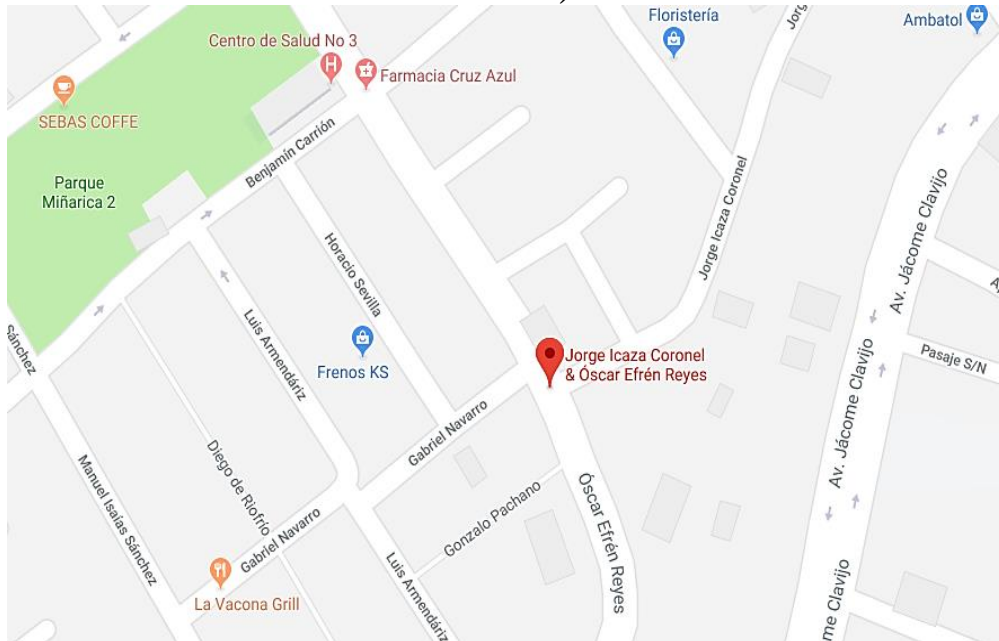 Floristería
Jorg
Ambatol
Centro de Salud No 3
Farmacia Cruz Azul
SEBAS COFFE
Benjamín Carrión
Parque
Miñarica 2
Jorge Icaza Coronel
Av. Jácome Clavijo
Horacio Sevilla
Sánchez
Luis Armendáriz
Frenos KS
Jorge Icaza Coronel
& Óscar Efrén Reyes
Pasaje S/N
Av. Jácome Clavijo
Gabriel Navarro
Diego de Riofrío
Manuel Isaías Sánchez
Gonzalo Pachano
Óscar Efrén Reyes
Gabriel Navarro
Luis Armendáriz
La Vacona Grill
me Clavijo